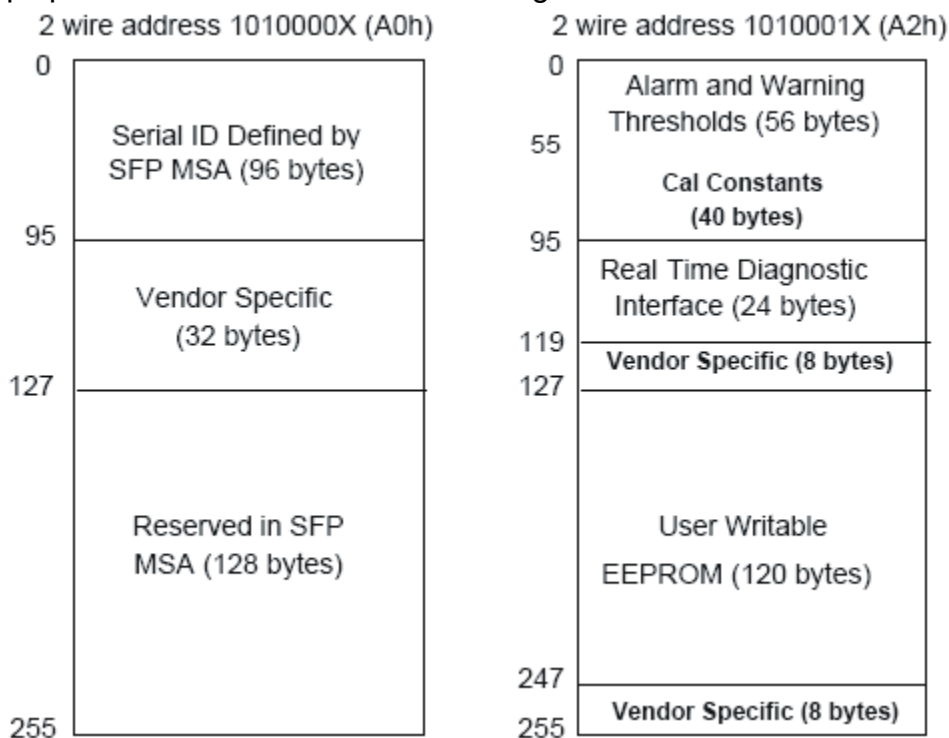 2 wire address 1010000X (A0h)
0
Serial ID Defined by
SFP MSA (96 bytes)
95
Vendor Specific
(32 bytes)
127
Reserved in SFP
MSA (128 bytes)
255
2 wire address 1010001X (A2h)
0
Alarm and Warning
Thresholds (56 bytes)
55
Cal Constants
(40 bytes)
95
Real Time Diagnostic
Interface (24 bytes)
119
Vendor Specific (8 bytes)
127
User Writable
EEPROM (120 bytes)
247
Vendor Specific (8 bytes)
255